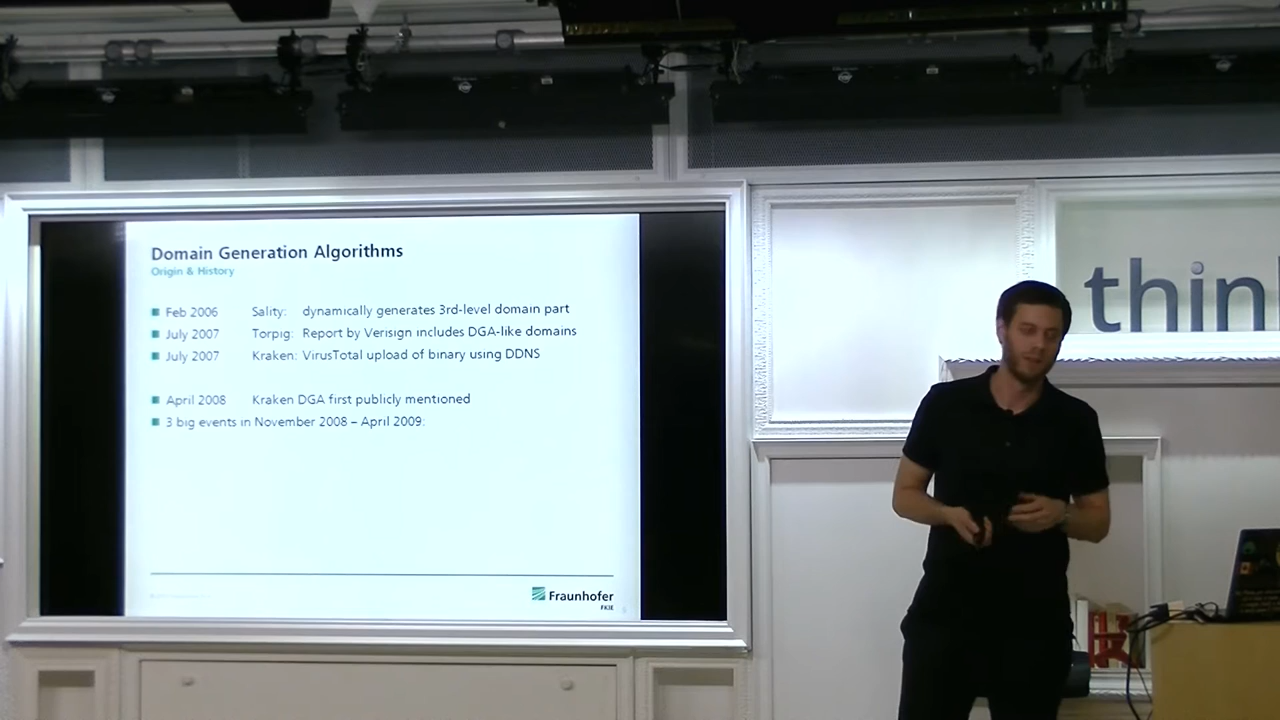 Domain Generation Algorithms
Origin & History
Feb 2006 Sality: dynamically generates 3rd-level domain part
July 2007 Torpig: Report by Verisign includes DGA-like domains
July 2007 Kraken: VirusTotal upload of binary using DDNS
April 2008 Kraken DGA first publicly mentioned
3 big events in November 2008 – April 2009:
Fraunhofer
FKIE
think